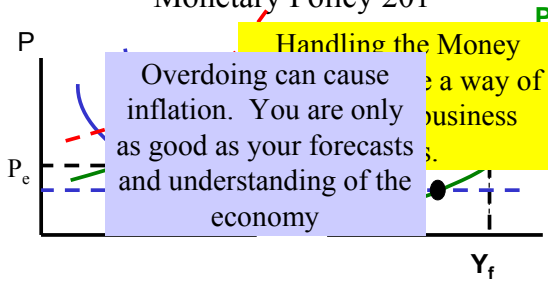 Monetary Policy 201
P
P
Handling the Money
e a way of
business
s.
Overdoing can cause
inflation. You are only
as good as your forecasts
and understanding of the
economy
Pe
Yf